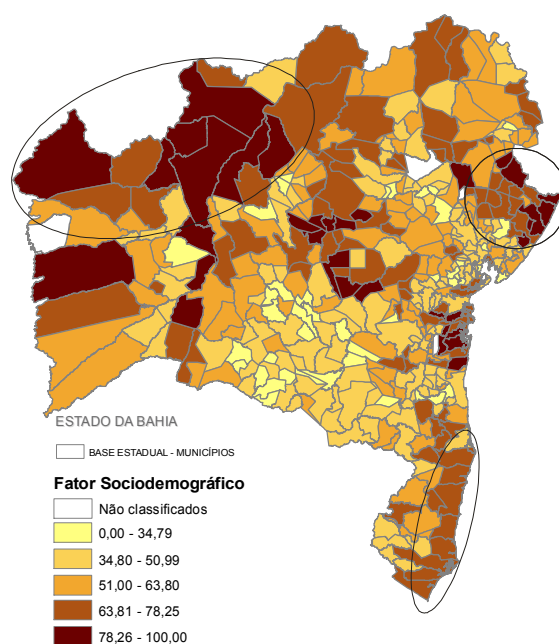 ESTADO DA BAHIA
BASE ESTADUAL - MUNICÍPIOS
Fator Sociodemográfico
Não classificados
0,00 - 34,79
34,80 - 50,99
51,00 - 63,80
63,81 - 78,25
78,26 - 100,00